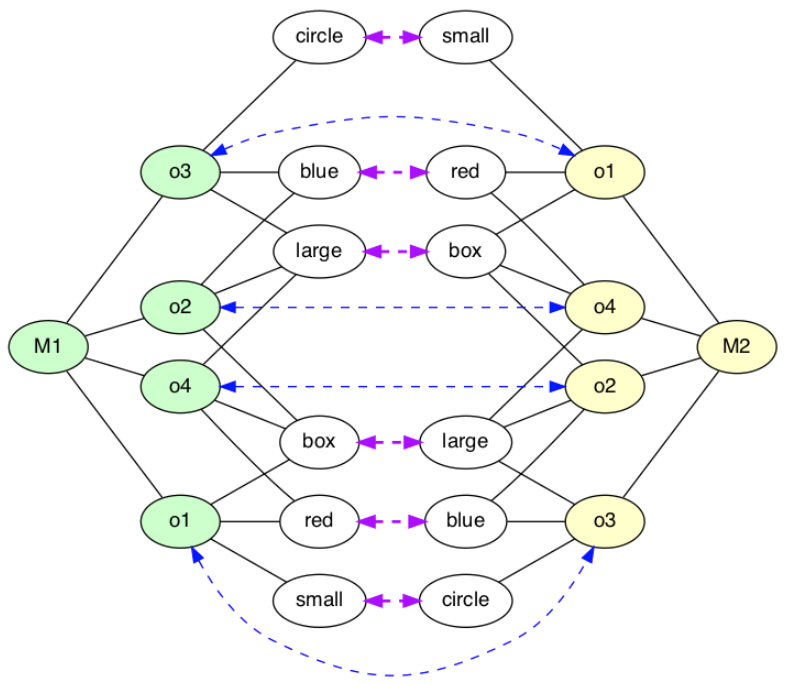 circle small
o3 blue red o1
large box
o2 o4
M1 M2
o4 o2
box large
o1 red blue o3
small circle